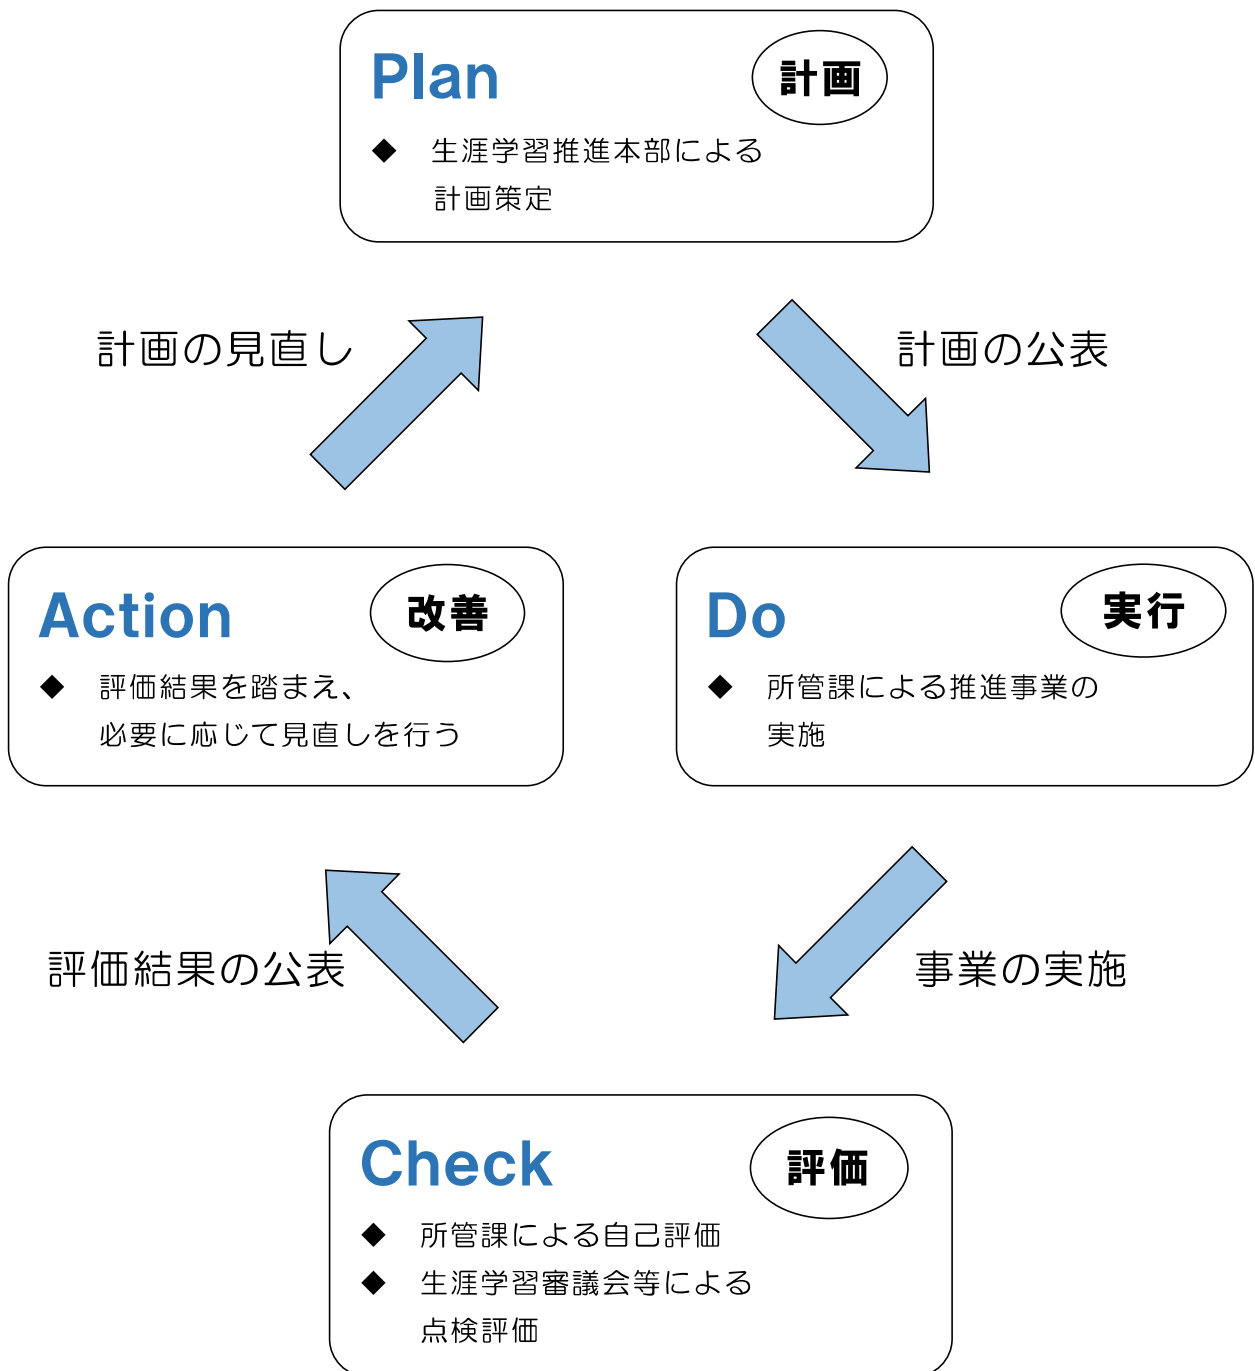 Plan
計画
◆ 生涯学習推進本部による
計画策定
計画の見直し
計画の公表
Action
改善
◆ 評価結果を踏まえ、
必要に応じて見直しを行う
Do
実行
◆ 所管課による推進事業の
実施
評価結果の公表
事業の実施
Check
評価
◆ 所管課による自己評価
◆ 生涯学習審議会等による
点検評価